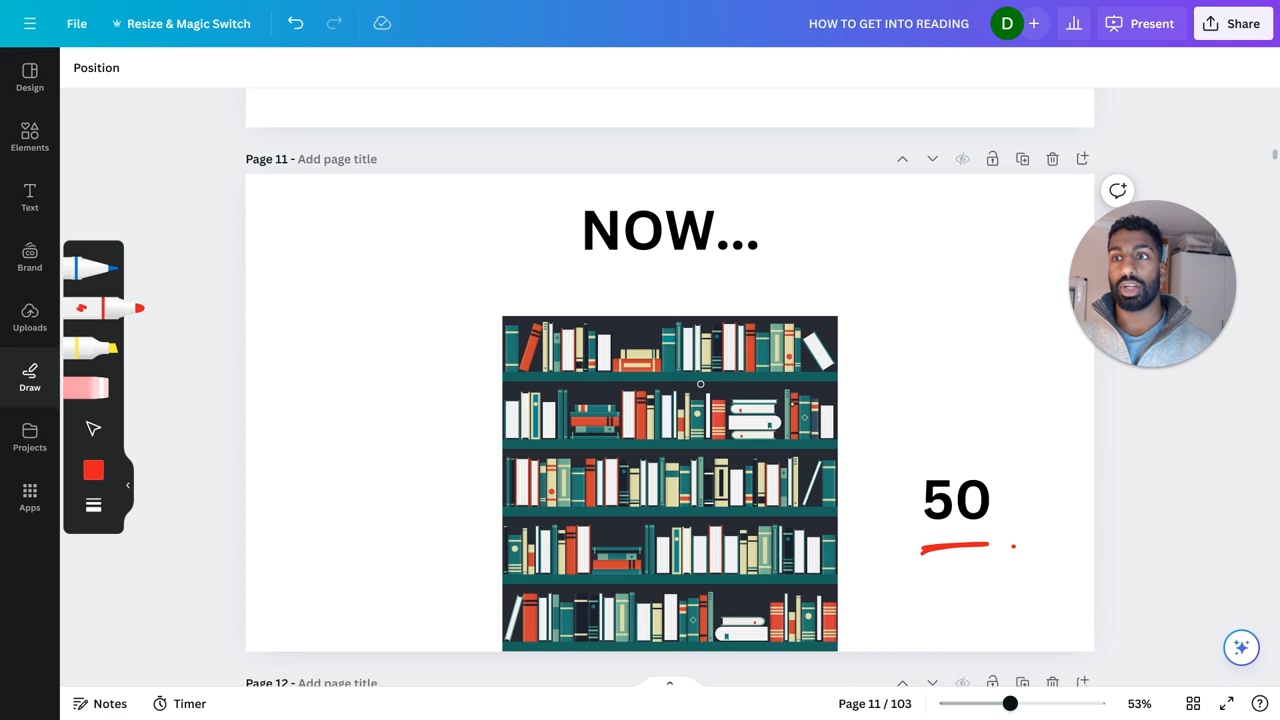 File
Resize & Magic Switch
HOW TO GET INTO READING
D
Present
Share
Position
Design
Elements
Text
Brand
Uploads
Draw
Projects
Apps
Page 11 - Add page title
NOW...
50
Page 12 - Add page title
Notes
Timer
Page 11 / 103
53%